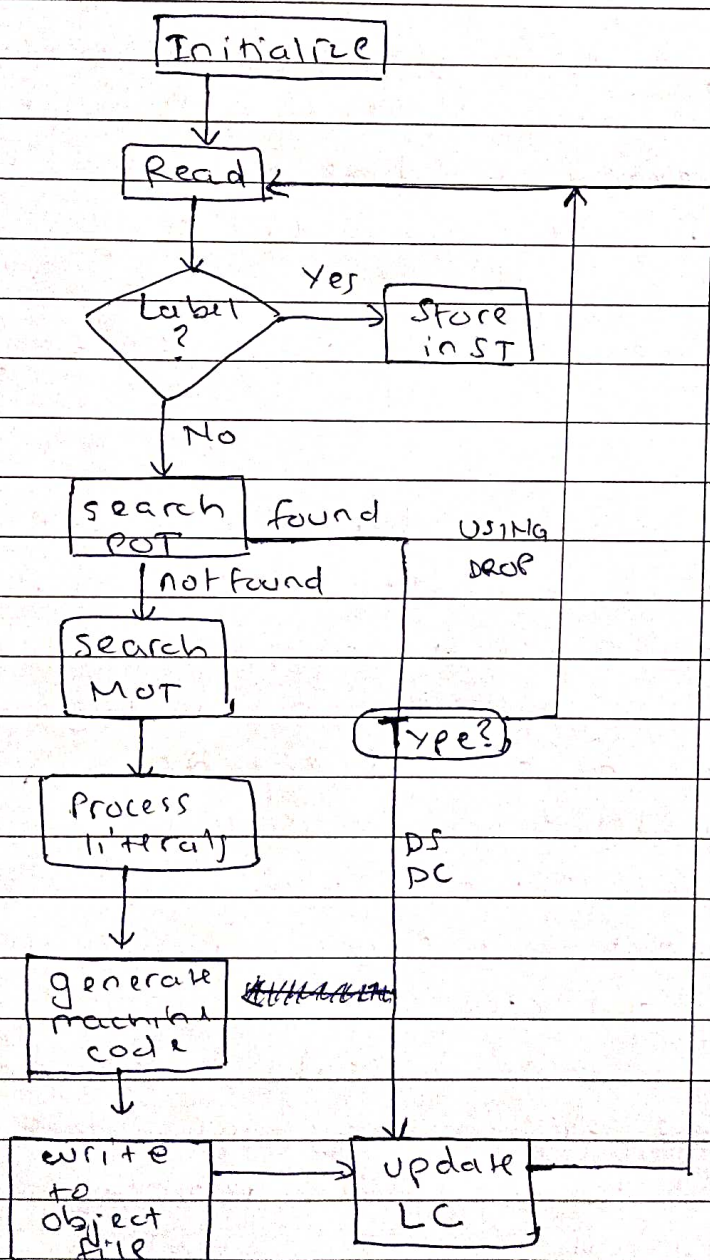 Initialize
Read
Label
?
Yes
Store
in ST
No
search
POT
found
USING
DROP
not found
search
MOT
Type?
Process
literals
DS
DC
generate
machine
code
write
to
object
file
update
LC